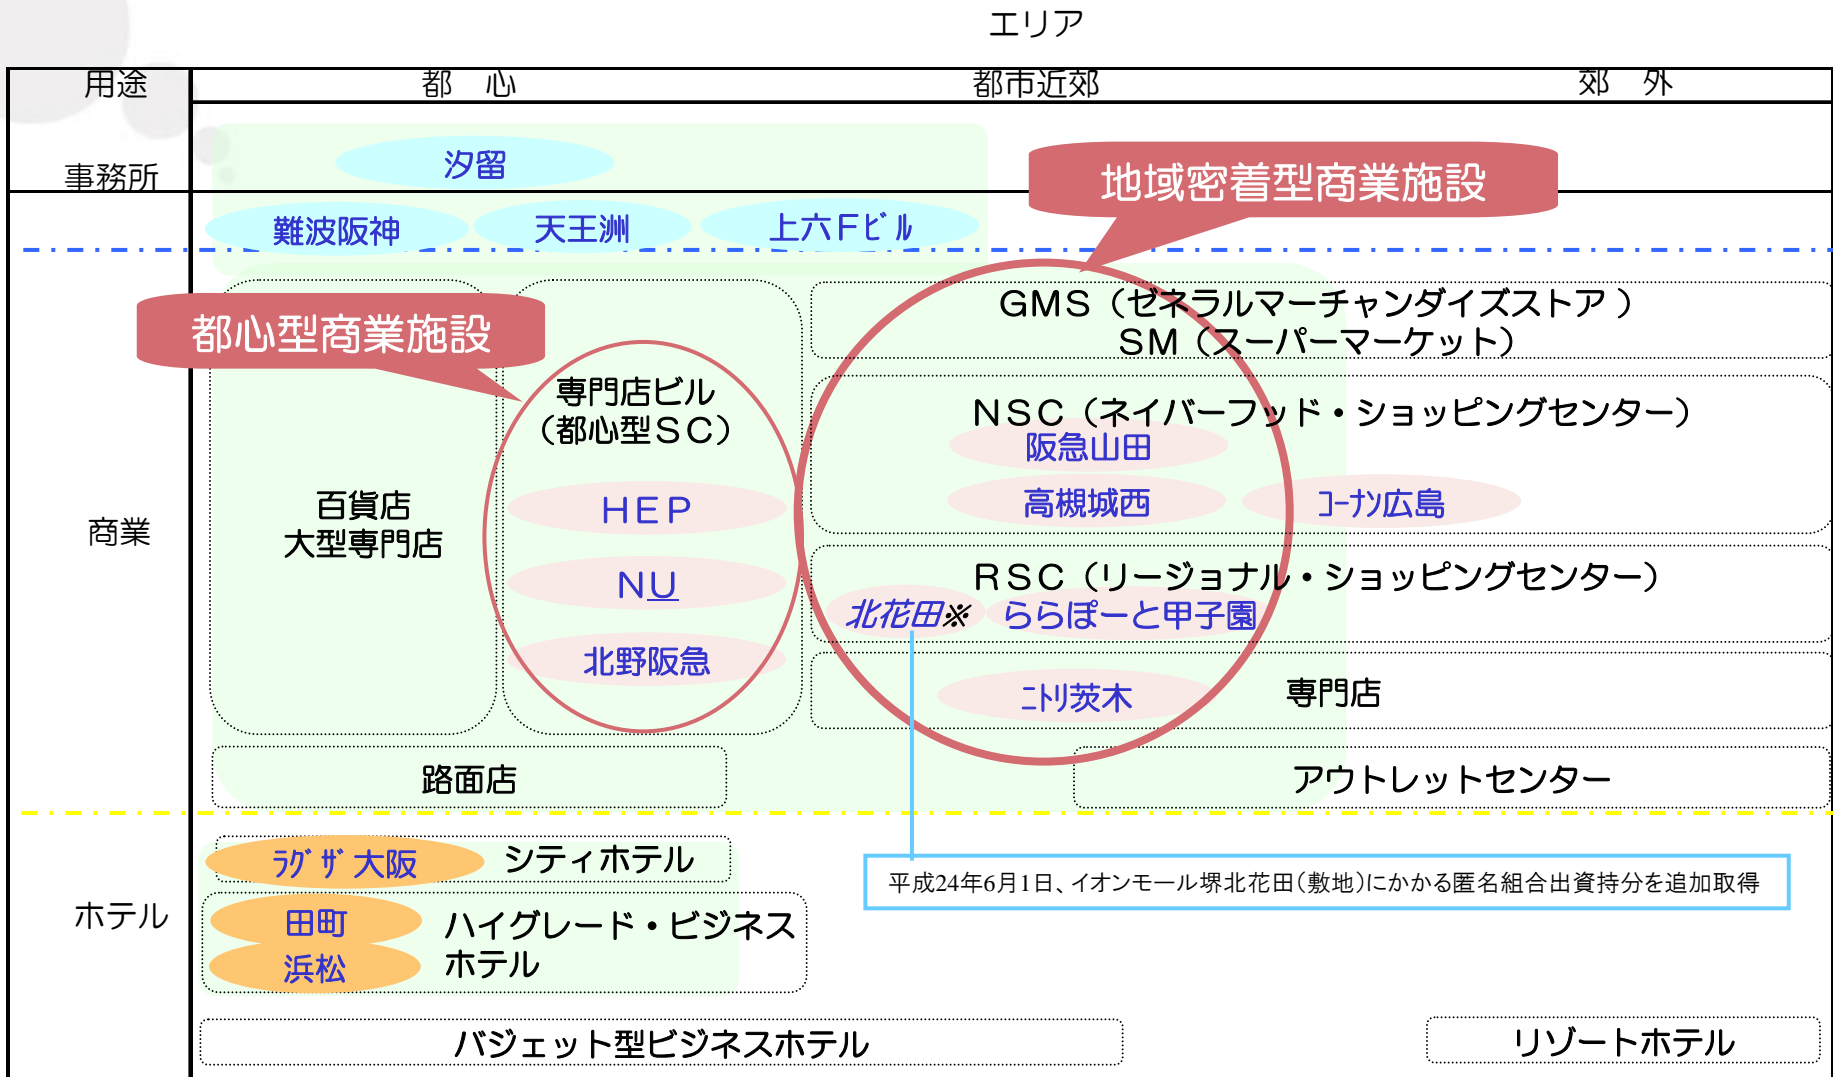 エリア
用途
都　心
都市近郊
郊　外
事務所
汐留
難波阪神
天王洲
上六Fビル
地域密着型商業施設
都心型商業施設
商業
百貨店
大型専門店
専門店ビル
（都心型ＳＣ）
ＨＥＰ
ＮＵ
北野阪急
ＧＭＳ（ゼネラルマーチャンダイズストア ）
ＳＭ（スーパーマーケット）
ＮＳＣ（ネイバーフッド・ショッピングセンター）
阪急山田
高槻城西
ｺｰﾅﾝ広島
ＲＳＣ（リージョナル・ショッピングセンター）
北花田※
ららぽーと甲子園
ﾆﾄﾘ茨木
専門店
路面店
アウトレットセンター
ホテル
ﾗｸﾞｻﾞ大阪
シティホテル
平成24年6月1日、イオンモール堺北花田（敷地）にかかる匿名組合出資持分を追加取得
田町
浜松
ハイグレード・ビジネス
ホテル
バジェット型ビジネスホテル
リゾートホテル